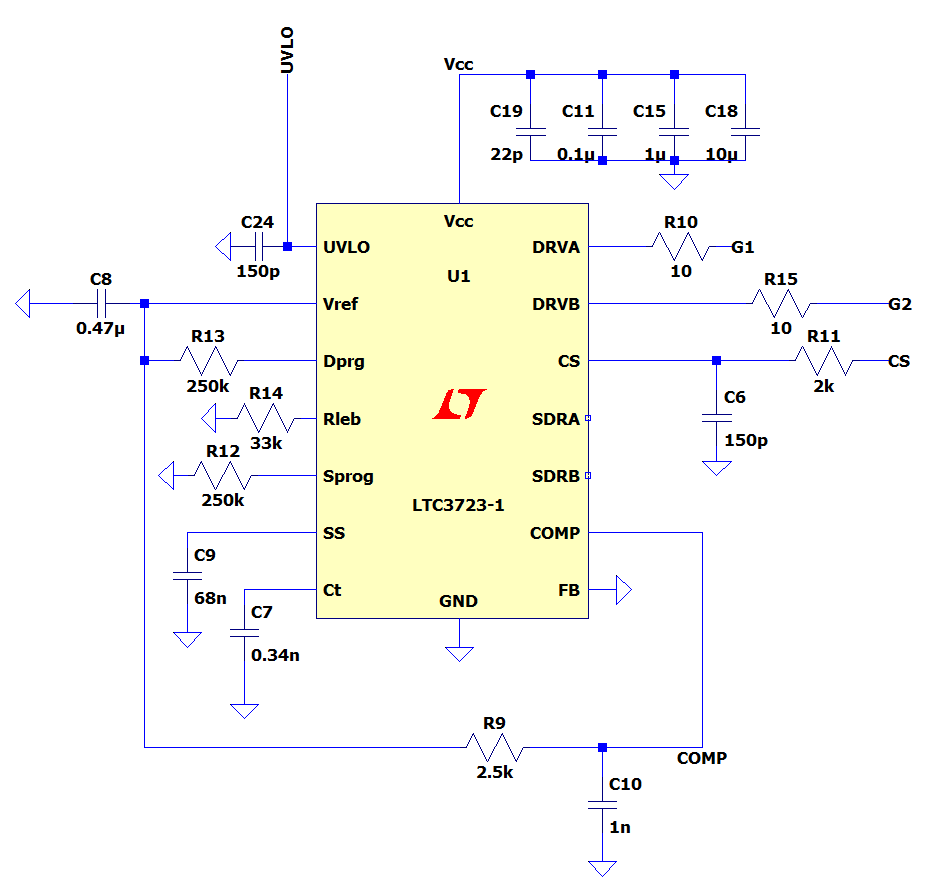 UVLO
Vcc
C19
C11
C15
C18
22p
0.1µ
1µ
10µ
C24
150p
UVLO
Vcc
DRVA
R10
10
G1
C8
0.47µ
Vref
U1
DRVB
R15
10
G2
R13
250k
Dprg
CS
R11
2k
CS
R14
33k
Rleb
SDRA
C6
150p
R12
250k
Sprog
SDRB
LTC3723-1
SS
COMP
C9
68n
Ct
GND
FB
C7
0.34n
R9
2.5k
COMP
C10
1n